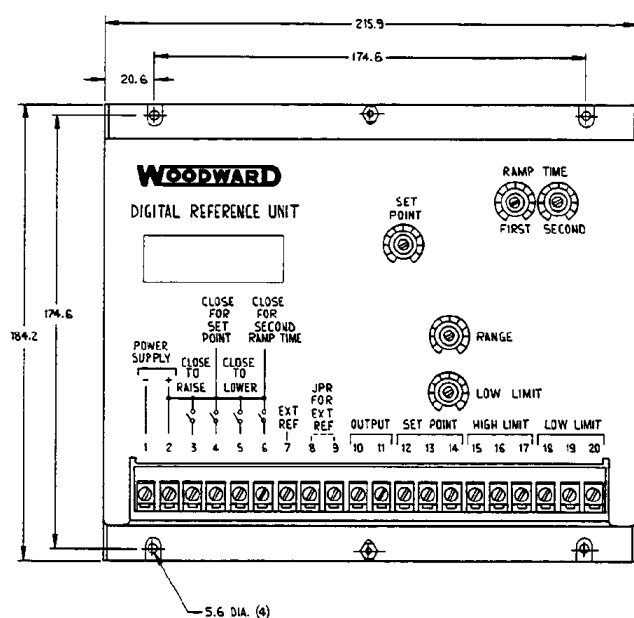 215.9
174.6
20.6
WOODWARD
DIGITAL REFERENCE UNIT
RAMP TIME
FIRST SECOND
SET
POINT
184.2
174.6
RANGE
LOW LIMIT
CLOSE
FOR
SET
POINT
CLOSE
FOR
SECOND
RAMP TIME
POWER
SUPPLY
- +
CLOSE
TO
RAISE
CLOSE
TO
LOWER
EXT
REF
JPR
FOR
EXT
REF
OUTPUT
SET POINT
HIGH LIMIT
LOW LIMIT
1 2 3 4 5 6 7 8 9 10 11 12 13 14 15 16 17 18 19 20
5.6 DIA. (4)